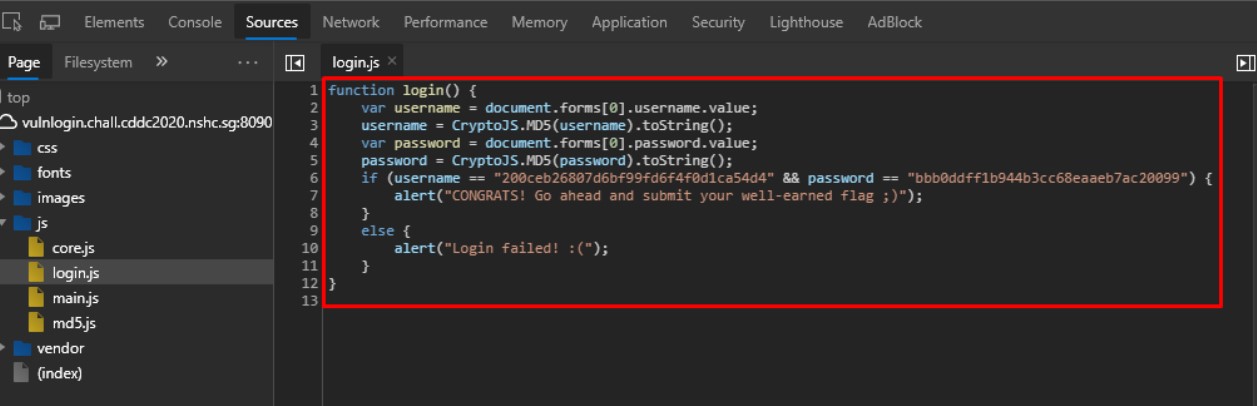 Elements Console Sources Network Performance Memory Application Security Lighthouse AdBlock
Page Filesystem » ··· login.js ×
top
vulnlogin.chall.cddc2020.nshc.sg:8090
css
fonts
images
js
core.js
login.js
main.js
md5.js
vendor
(index)
1 function login() {
2 var username = document.forms[0].username.value;
3 username = CryptoJS.MD5(username).toString();
4 var password = document.forms[0].password.value;
5 password = CryptoJS.MD5(password).toString();
6 if (username == "200ceb26807d6bf99fd6f4f0d1ca54d4" && password == "bbb0ddff1b944b3cc68eaaeb7ac20099") {
7 alert("CONGRATS! Go ahead and submit your well-earned flag ;)");
8 }
9 else {
10 alert("Login failed! :(");
11 }
12 }
13